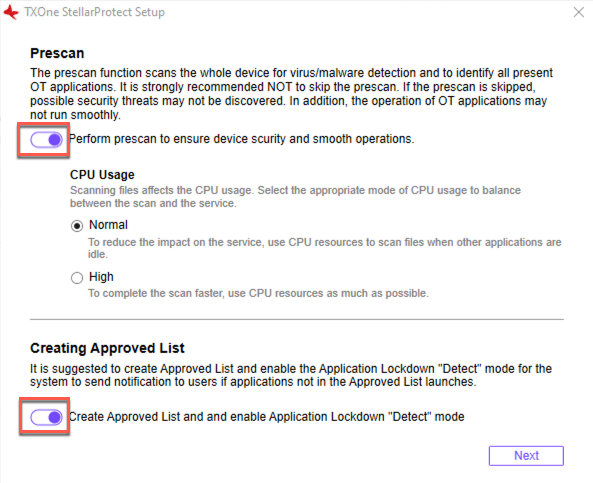 TXOne StellarProtect Setup
Prescan
The prescan function scans the whole device for virus/malware detection and to identify all present
OT applications. It is strongly recommended NOT to skip the prescan. If the prescan is skipped,
possible security threats may not be discovered. In addition, the operation of OT applications may
not run smoothly.
Perform prescan to ensure device scurity and smooth operations.
CPU Usage
Scanning files affects the CPU usage. Select the appropriate mode of CPU usage to balance
between the scan and the service.
Normal
To reduce the impact on the service, use CPU resources to scan files when other applications are
idle.
High
To complete the scan faster, use CPU resources as much as possible.
Creating Approved List
It is suggested to create Approved List and enable the Application Lockdown "Detect" mode for the
system to send notification to users if applications not in the Approved List launches.
Create Approved List and and enable Application Lockdown "Detect" mode
Next